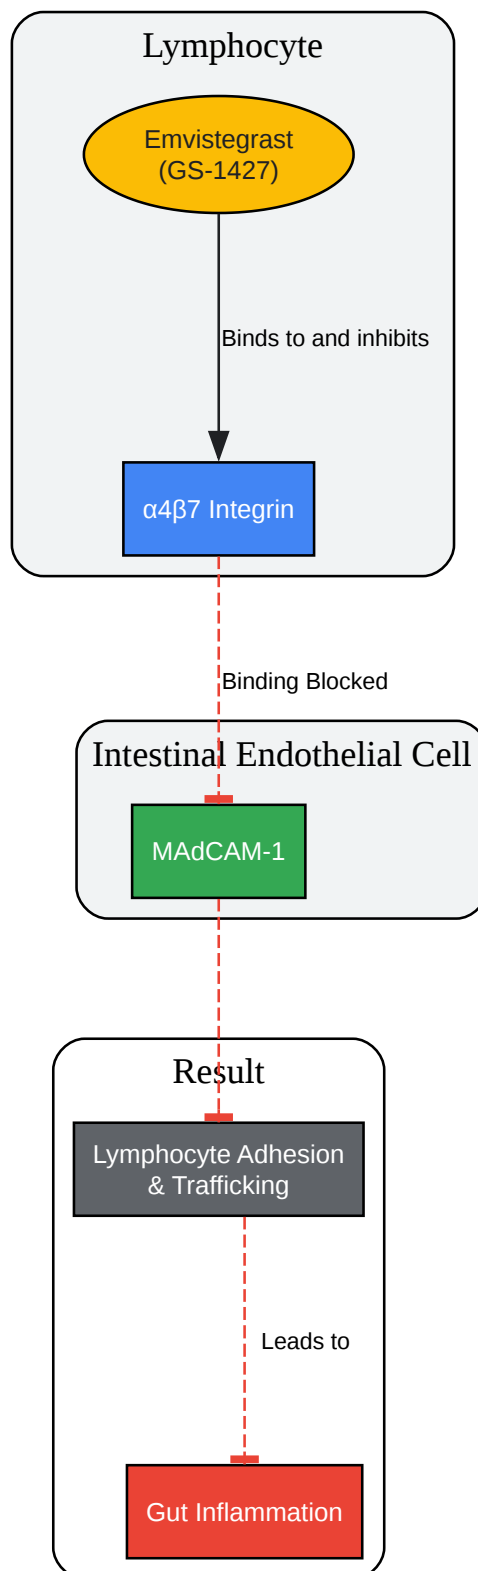 Lymphocyte
Emvistegrast
(GS-1427)
Binds to and inhibits
α4β7 Integrin
Binding Blocked
Intestinal Endothelial Cell
MAdCAM-1
Result
Lymphocyte Adhesion
& Trafficking
Leads to
Gut Inflammation